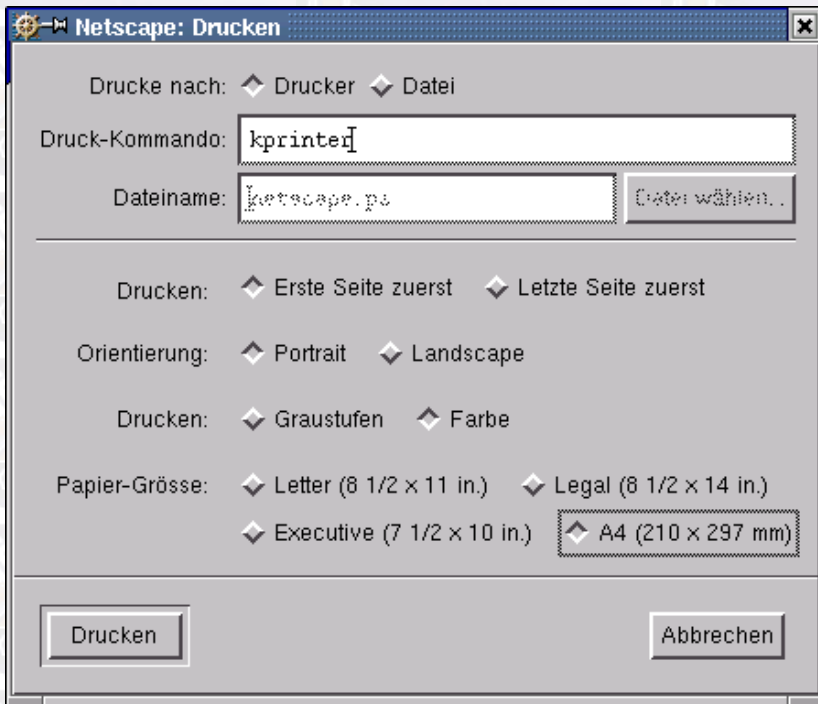 Netscape: Drucken
Drucke nach: Drucker Datei
Druck-Kommando: kprinter
Dateiname: netscape.ps Datei wählen..
Drucken: Erste Seite zuerst Letzte Seite zuerst
Orientierung: Portrait Landscape
Drucken: Graustufen Farbe
Papier-Grösse: Letter (8 1/2 x 11 in.) Legal (8 1/2 x 14 in.)
Executive (7 1/2 x 10 in.) A4 (210 x 297 mm)
Drucken Abbrechen